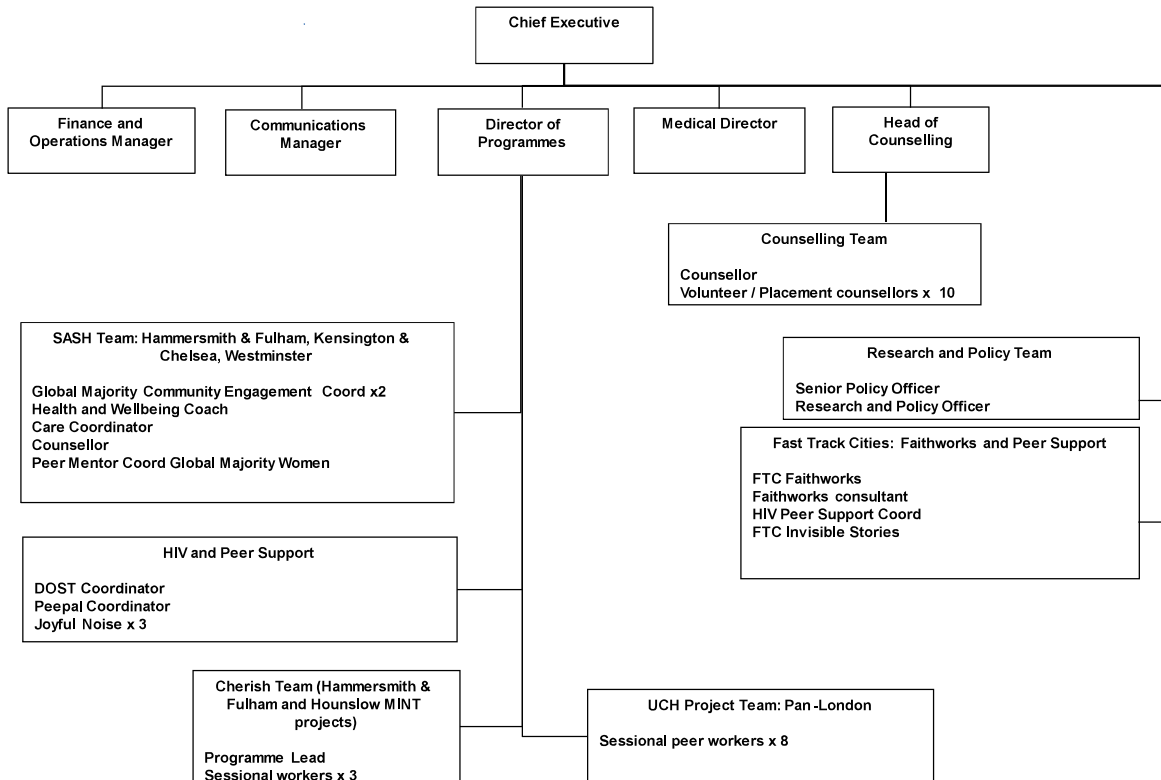 Chief Executive
Finance and
Operations Manager
Communications
Manager
Director of
Programmes
Medical Director
Head of
Counselling
Counselling Team
Counsellor
Volunteer / Placement counsellors x 10
SASH Team: Hammersmith & Fulham, Kensington &
Chelsea, Westminster
Global Majority Community Engagement Coord x2
Health and Wellbeing Coach
Care Coordinator
Counsellor
Peer Mentor Coord Global Majority Women
Research and Policy Team
Senior Policy Officer
Research and Policy Officer
Fast Track Cities: Faithworks and Peer Support
FTC Faithworks
Faithworks consultant
HIV Peer Support Coord
FTC Invisible Stories
HIV and Peer Support
DOST Coordinator
Peepal Coordinator
Joyful Noise x 3
Cherish Team (Hammersmith &
Fulham and Hounslow MINT
projects)
Programme Lead
Sessional workers x 3
UCH Project Team: Pan -London
Sessional peer workers x 8